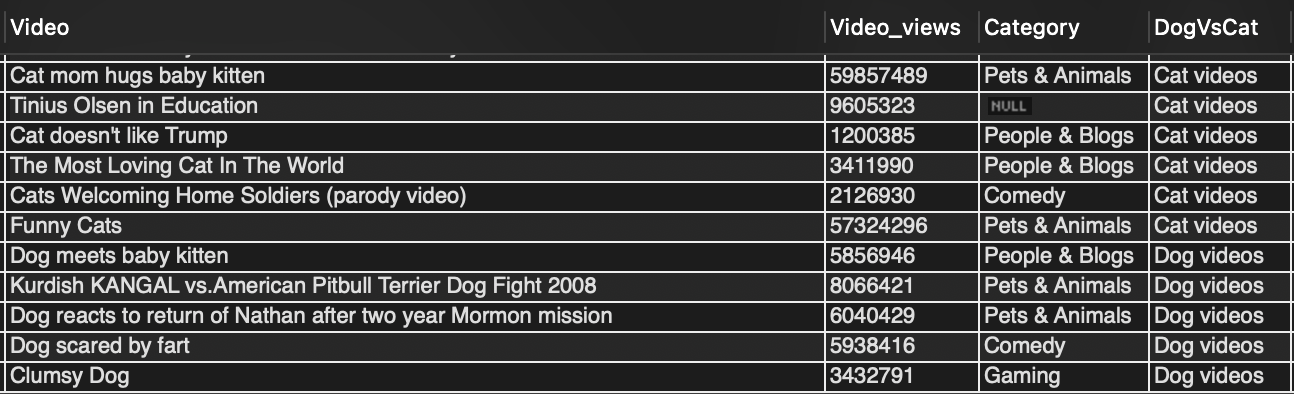 Video Video_views Category DogVsCat
Cat mom hugs baby kitten 59857489 Pets & Animals Cat videos
Tinius Olsen in Education 9605323 NULL Cat videos
Cat doesn't like Trump 1200385 People & Blogs Cat videos
The Most Loving Cat In The World 3411990 People & Blogs Cat videos
Cats Welcoming Home Soldiers (parody video) 2126930 Comedy Cat videos
Funny Cats 57324296 Pets & Animals Cat videos
Dog meets baby kitten 5856946 People & Blogs Dog videos
Kurdish KANGAL vs.American Pitbull Terrier Dog Fight 2008 8066421 Pets & Animals Dog videos
Dog reacts to return of Nathan after two year Mormon mission 6040429 Pets & Animals Dog videos
Dog scared by fart 5938416 Comedy Dog videos
Clumsy Dog 3432791 Gaming Dog videos